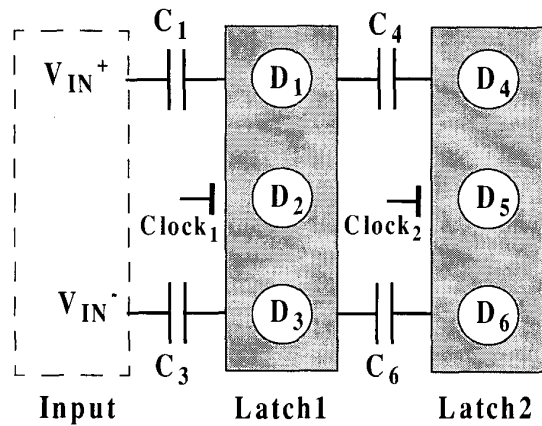 C1 C4
VIN+ D1 D4
Clock1 D2 Clock2 D5
VIN- D3 D6
C3 C6
Input Latch1 Latch2